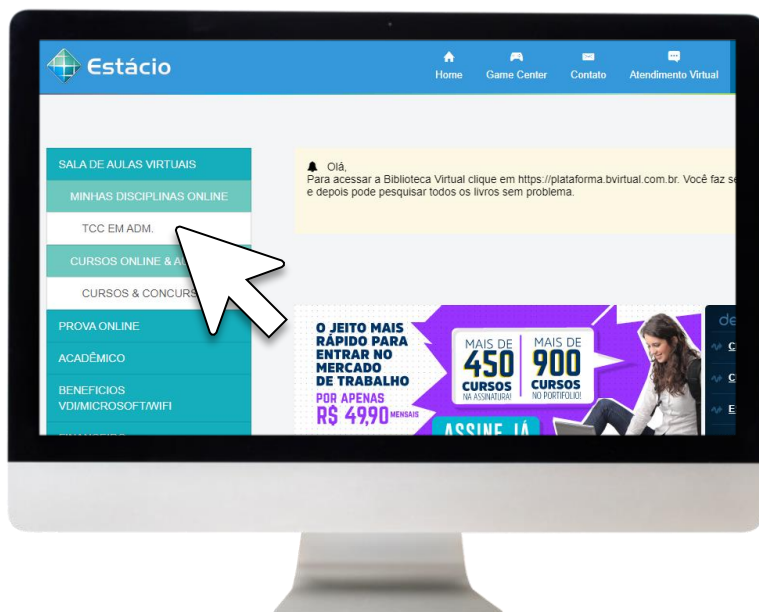 Estácio
Home
Game Center
Contato
Atendimento Virtual
SALA DE AULAS VIRTUAIS
MINHAS DISCIPLINAS ONLINE
TCC EM ADM.
CURSOS ONLINE &
CURSOS &
PROVA ONLINE
ACADÊMICO
BENEFICIOS
VDI/MICROSOFT/WIFI
Olá,
Para acessar a Biblioteca Virtual clique em https://plataforma.bvirtual.com.br. Você faz
e depois pode pesquisar todos os livros sem problema.
O JEITO MAIS
RÁPIDO PARA
ENTRAR NO
MERCADO
DE TRABALHO
POR APENAS
R$ 49,90 MENSAIS
MAIS DE
450
CURSOS
NA ASSINATURA!
MAIS DE
900
CURSOS
NO PORTIFÓLIO!
ASSINE JÁ